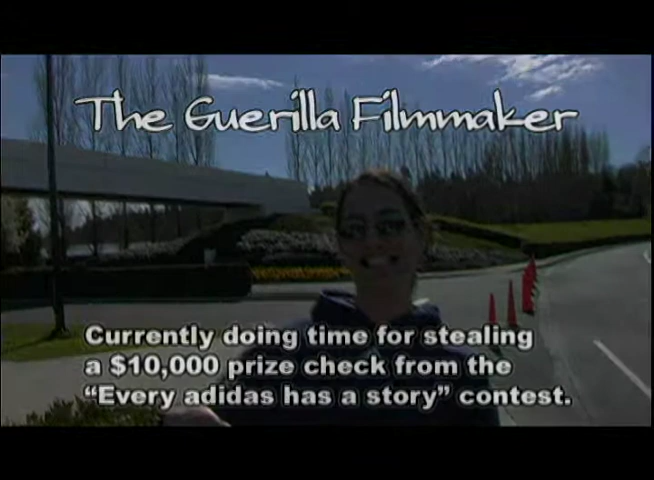 The Guerilla Filmmaker
Currently doing time for stealing
a $10,000 prize check from the
“Every adidas has a story” contest.